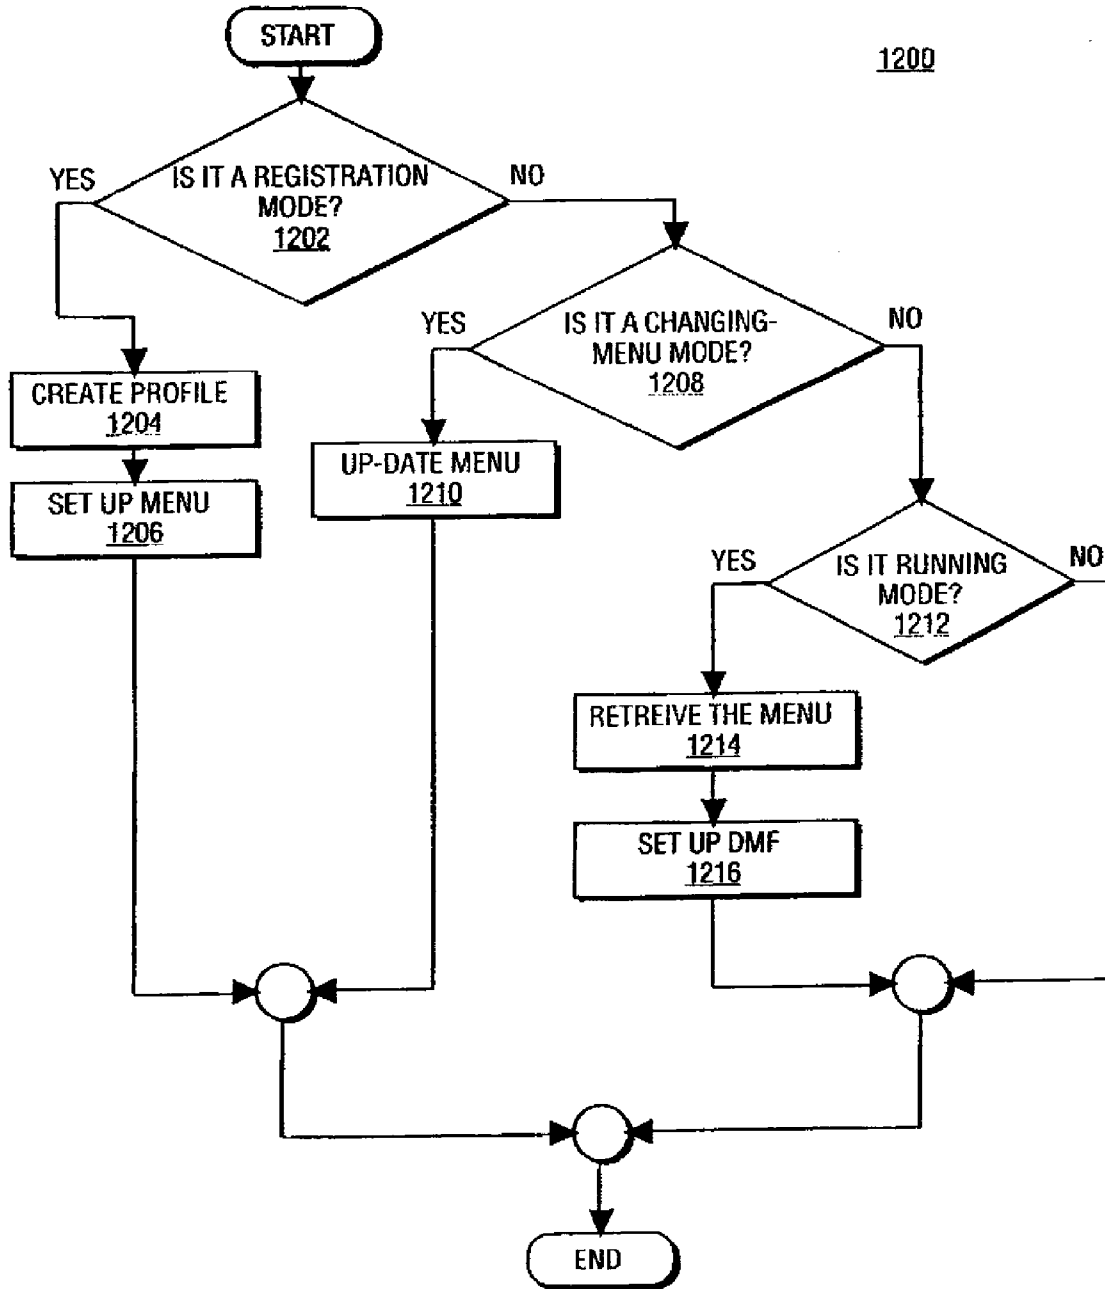 START
1200
IS IT A REGISTRATION
MODE?
1202
YES
NO
IS IT A CHANGING-
MENU MODE?
1208
YES
NO
CREATE PROFILE
1204
SET UP MENU
1206
UP-DATE MENU
1210
IS IT RUNNING
MODE?
1212
YES
NO
RETREIVE THE MENU
1214
SET UP DMF
1216
END